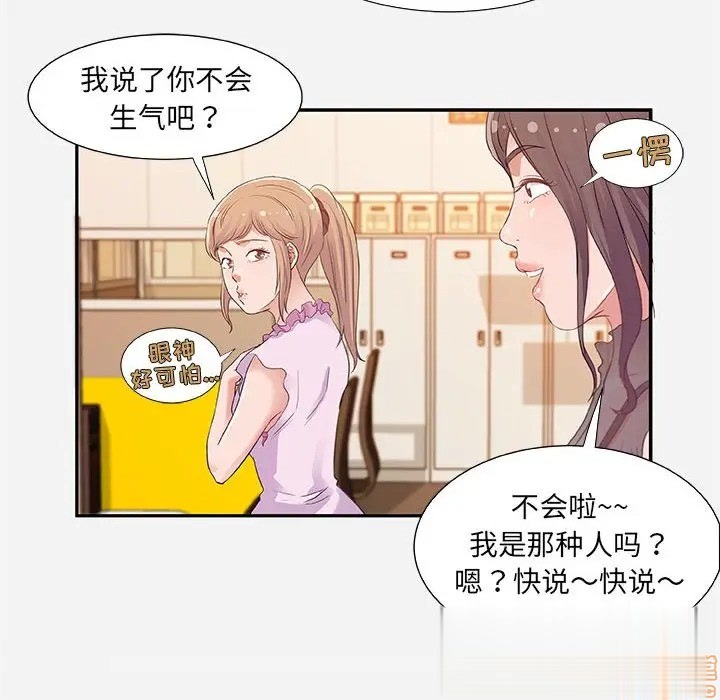 我说了你不会
生气吧？
一愣
眼神
好可怕...
不会啦~~
我是那种人吗？
嗯？快说～快说～